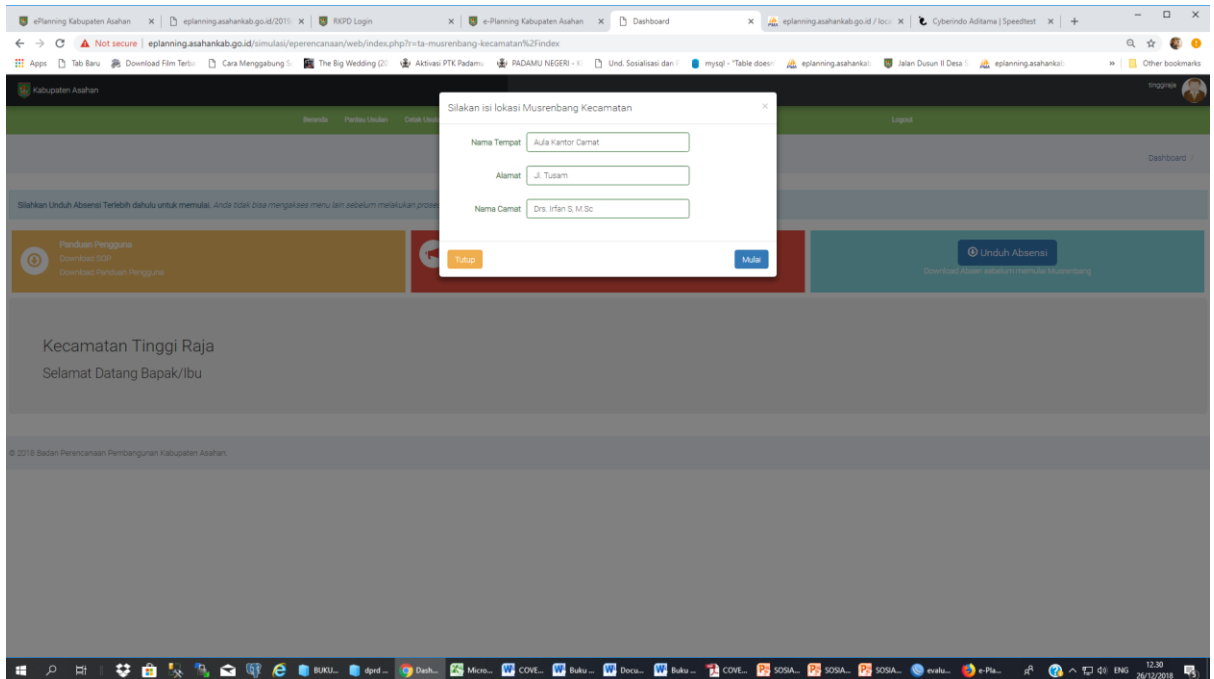 ePlanning Kabupaten Asahan
eplanning.asahankab.go.id/2019
RKPD Login
e-Planning Kabupaten Asahan
Dashboard
eplanning.asahankab.go.id / loca
Cyberindo Aditama | Speedtest
Not secure | eplanning.asahankab.go.id/simulasi/eperencanaan/web/index.php?r=ta-musrenbang-kecamatan%2Findex
Apps
Tab Baru
Download Film Terba
Cara Menggabung S
The Big Wedding (20
Aktivasi PTK Padamu
PADAMU NEGERI - K
Und. Sosialisasi dan
mysql - "Table doesn
eplanning.asahankab
Jalan Dusun II Desa S
eplanning.asahankab
»
Other bookmarks
Kabupaten Asahan
tinggiraja
Beranda
Pantau Usulan
Cetak Usul
Logout
Dashboard /
Silahkan Unduh Absensi Terlebih dahulu untuk memulai. Anda tidak bisa mengakses menu lain sebelum melakukan proses
Silakan isi lokasi Musrenbang Kecamatan
×
Nama Tempat
Aula Kantor Camat
Alamat
Jl. Tusam
Nama Camat
Drs. Irfan S, M.Sc
Tutup
Mulai
Panduan Pengguna
Download SOP
Download Panduan Pengguna
Unduh Absensi
Download Absen sebelum memulai Musrenbang
Kecamatan Tinggi Raja
Selamat Datang Bapak/Ibu
© 2018 Badan Perencanaan Pembangunan Kabupaten Asahan.
BUKU...
dprd ...
Dash...
Micro...
COVE...
Buku ...
Docu...
Buku ...
COVE...
SOSIA...
SOSIA...
SOSIA...
evalu...
e-Pla...
ENG
12.30
26/12/2018